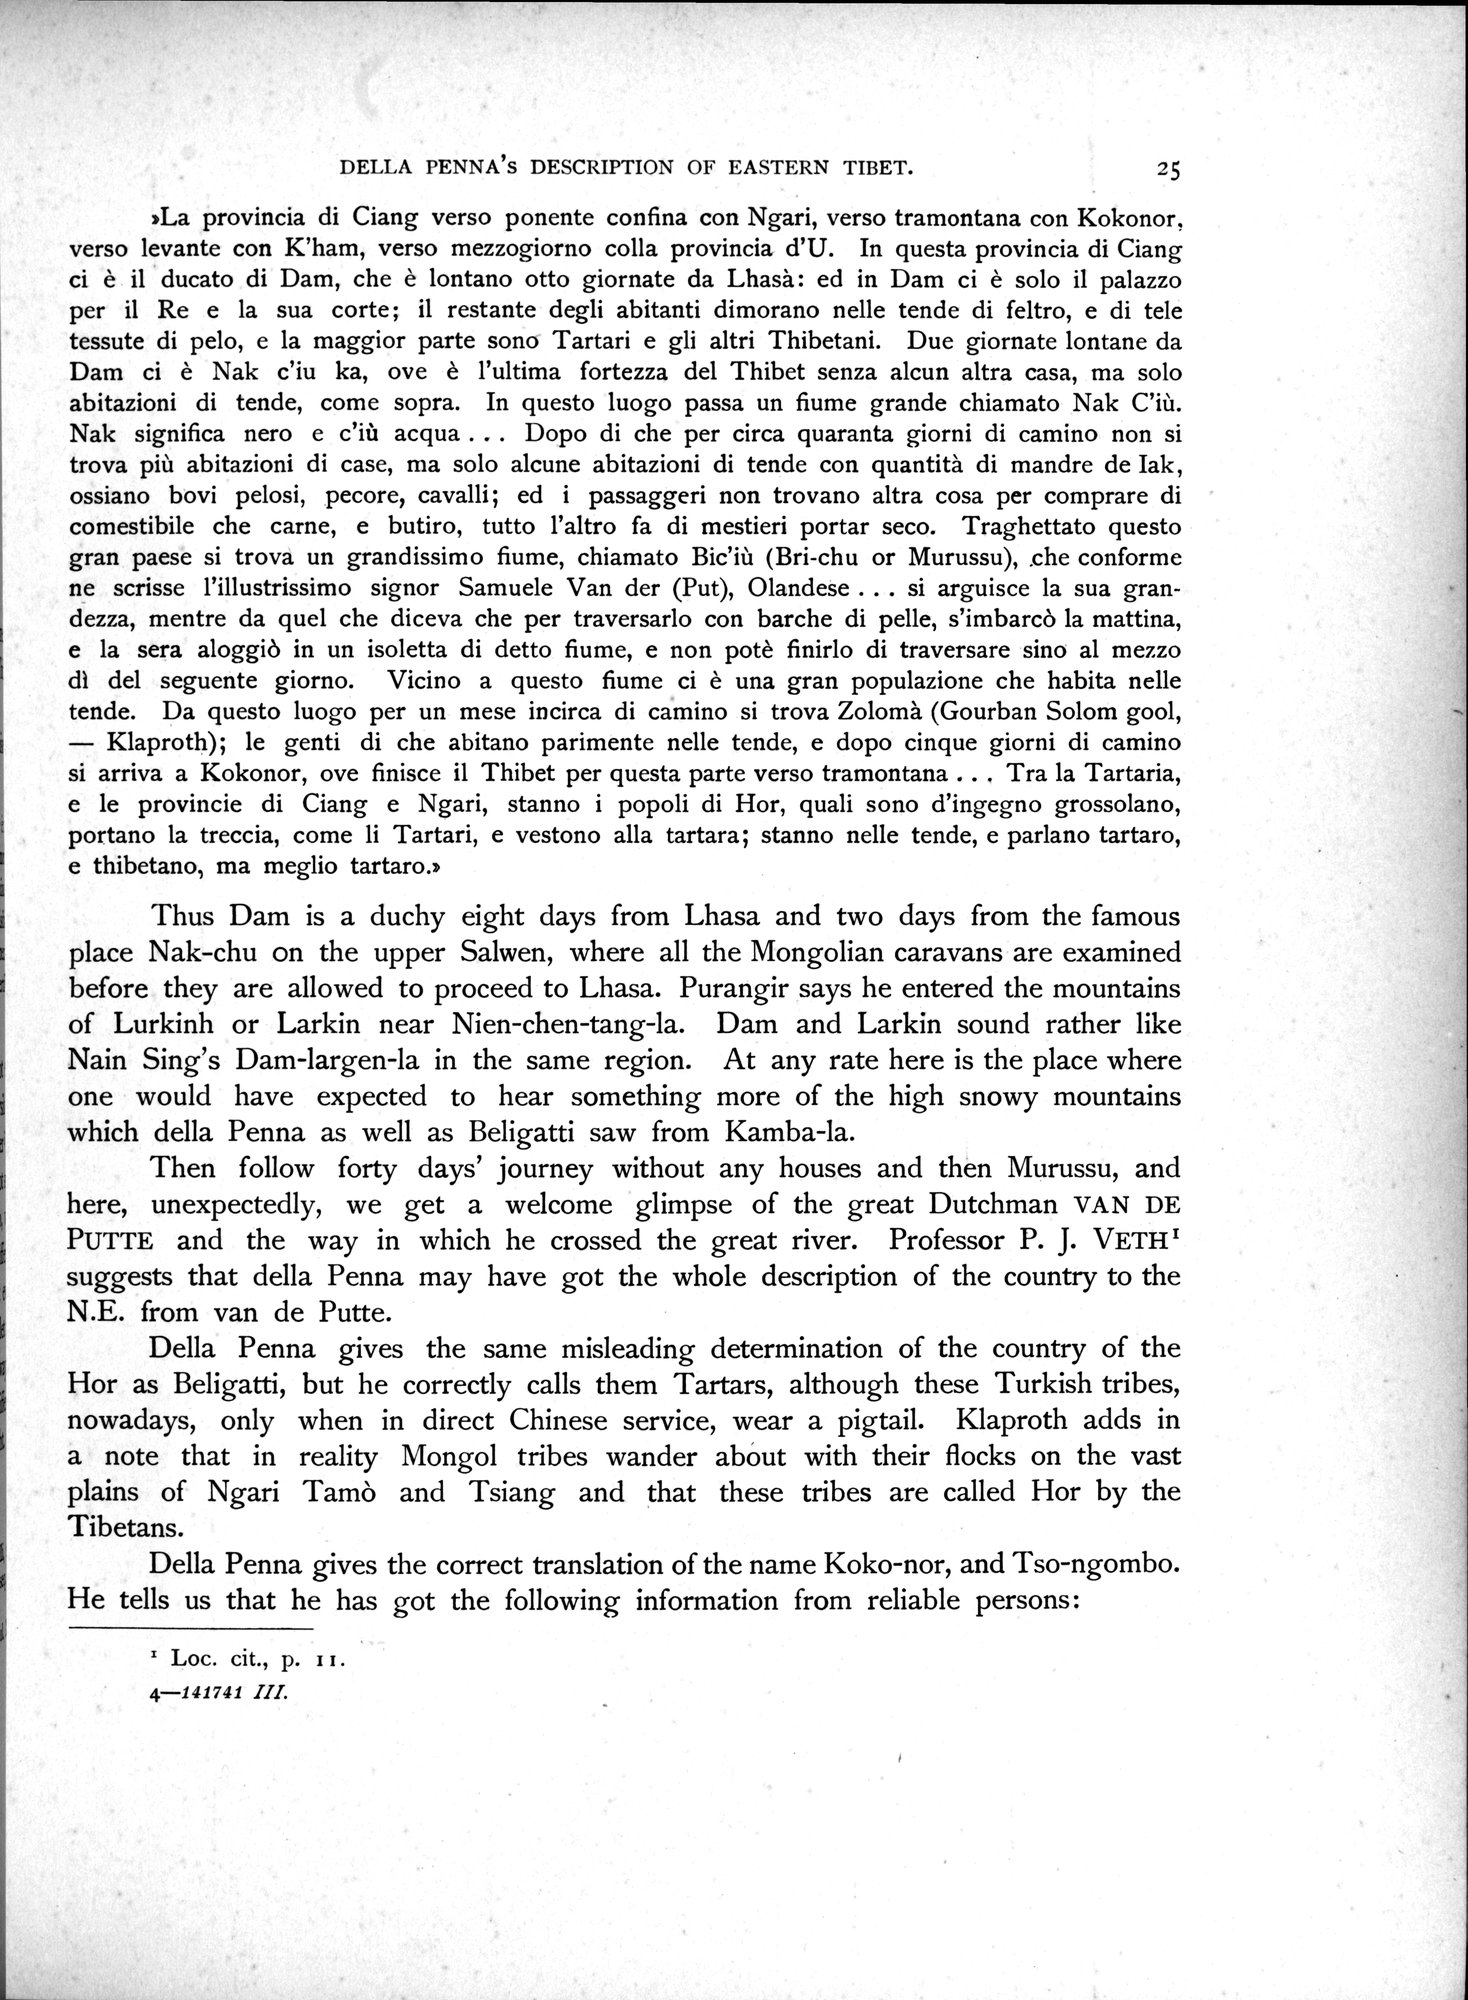 DELLA PENNA'S DESCRIPTION OF EASTERN TIBET. 25
»La provincia di Ciang verso ponente confina con Ngari, verso tramontana con Kokonor,
verso levante con K'ham, verso mezzogiorno colla provincia d'U. In questa provincia di Ciang
ci è il ducato di Dam, che è lontano otto giornate da Lhasà: ed in Dam ci è solo il palazzo
per il Re e la sua corte; il restante degli abitanti dimorano nelle tende di feltro, e di tele
tessute di pelo, e la maggior parte sono Tartari e gli altri Thibetani. Due giornate lontane da
Dam ci è Nak c'iu ka, ove è l'ultima fortezza del Thibet senza alcun altra casa, ma solo
abitazioni di tende, come sopra. In questo luogo passa un fiume grande chiamato Nak C'iù.
Nak significa nero e c'iù acqua ... Dopo di che per circa quaranta giorni di camino non si
trova più abitazioni di case, ma solo alcune abitazioni di tende con quantità di mandre de Iak,
ossiano bovi pelosi, pecore, cavalli; ed i passaggeri non trovano altra cosa per comprare di
comestibile che carne, e butiro, tutto l'altro fa di mestieri portar seco. Traghettato questo
gran paese si trova un grandissimo fiume, chiamato Bic'iù (Bri-chu or Murussu), che conforme
ne scrisse l'illustrissimo signor Samuele Van der (Put), Olandese ... si arguisce la sua gran-
dezza, mentre da quel che diceva che per traversarlo con barche di pelle, s'imbarcò la mattina,
e la sera aloggiò in un isoletta di detto fiume, e non potè finirlo di traversare sino al mezzo
dì del seguente giorno. Vicino a questo fiume ci è una gran populazione che habita nelle
tende. Da questo luogo per un mese incirca di camino si trova Zolomà (Gourban Solom gool,
— Klaproth); le genti di che abitano parimente nelle tende, e dopo cinque giorni di camino
si arriva a Kokonor, ove finisce il Thibet per questa parte verso tramontana ... Tra la Tartaria,
e le provincie di Ciang e Ngari, stanno i popoli di Hor, quali sono d'ingegno grossolano,
portano la treccia, come li Tartari, e vestono alla tartara; stanno nelle tende, e parlano tartaro,
e thibetano, ma meglio tartaro.»
Thus Dam is a duchy eight days from Lhasa and two days from the famous
place Nak-chu on the upper Salwen, where all the Mongolian caravans are examined
before they are allowed to proceed to Lhasa. Purangir says he entered the mountains
of Lurkinh or Larkin near Nien-chen-tang-la. Dam and Larkin sound rather like
Nain Sing's Dam-largen-la in the same region. At any rate here is the place where
one would have expected to hear something more of the high snowy mountains
which della Penna as well as Beligatti saw from Kamba-la.
Then follow forty days' journey without any houses and then Murussu, and
here, unexpectedly, we get a welcome glimpse of the great Dutchman VAN DE
PUTTE and the way in which he crossed the great river. Professor P. J. VETH¹
suggests that della Penna may have got the whole description of the country to the
N.E. from van de Putte.
Della Penna gives the same misleading determination of the country of the
Hor as Beligatti, but he correctly calls them Tartars, although these Turkish tribes,
nowadays, only when in direct Chinese service, wear a pigtail. Klaproth adds in
a note that in reality Mongol tribes wander about with their flocks on the vast
plains of Ngari Tamò and Tsiang and that these tribes are called Hor by the
Tibetans.
Della Penna gives the correct translation of the name Koko-nor, and Tso-ngombo.
He tells us that he has got the following information from reliable persons:
¹ Loc. cit., p. 11.
4—141741 III.